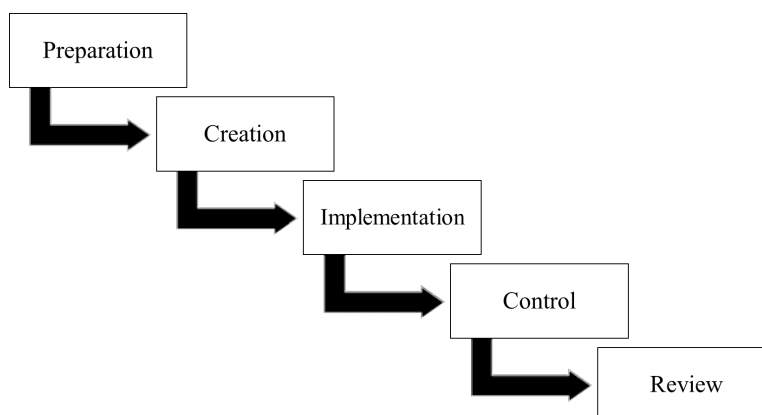 Preparation
Creation
Implementation
Control
Review